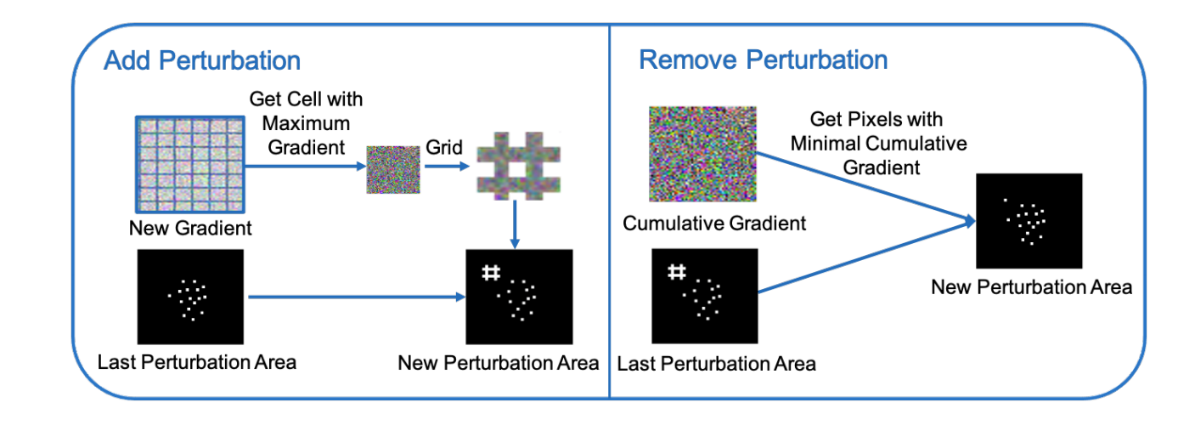 Add Perturbation
Get Cell with
Maximum
Gradient
Grid
New Gradient
Last Perturbation Area
New Perturbation Area
Remove Perturbation
Get Pixels with
Minimal Cumulative
Gradient
Cumulative Gradient
Last Perturbation Area
New Perturbation Area